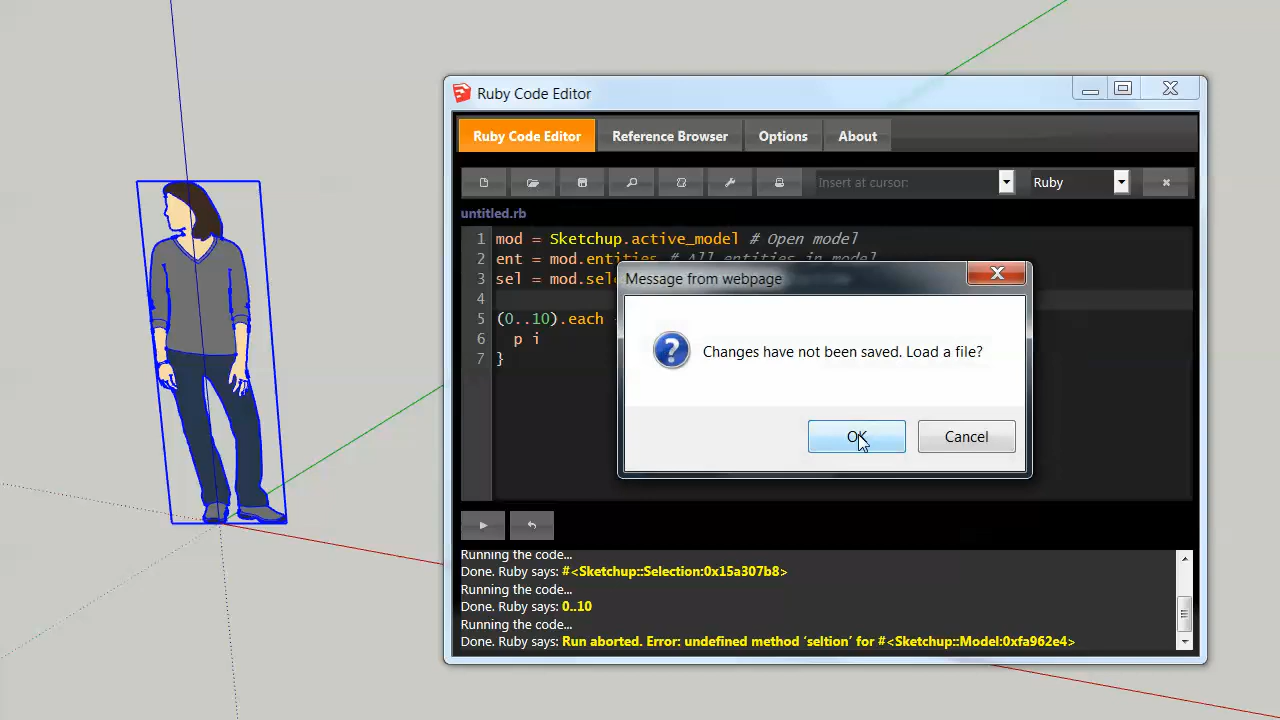 Ruby Code Editor
Ruby Code Editor Reference Browser Options About
Insert at cursor: Ruby
untitled.rb
1 mod = Sketchup.active_model # Open model
2 ent = mod.entities # All entities in model
3 sel = mod.sel
4
5 (0..10).each
6 p i
7 }
Message from webpage
Changes have not been saved. Load a file?
OK Cancel
Running the code...
Done. Ruby says: #<Sketchup::Selection:0x15a307b8>
Running the code...
Done. Ruby says: 0..10
Running the code...
Done. Ruby says: Run aborted. Error: undefined method ‘seltion’ for #<Sketchup::Model:0xfa962e4>